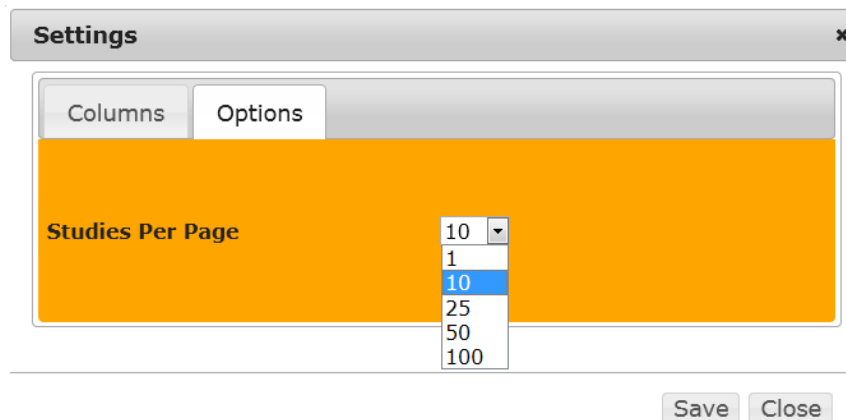 Settings
Columns Options
Studies Per Page 10
1
10
25
50
100
Save Close